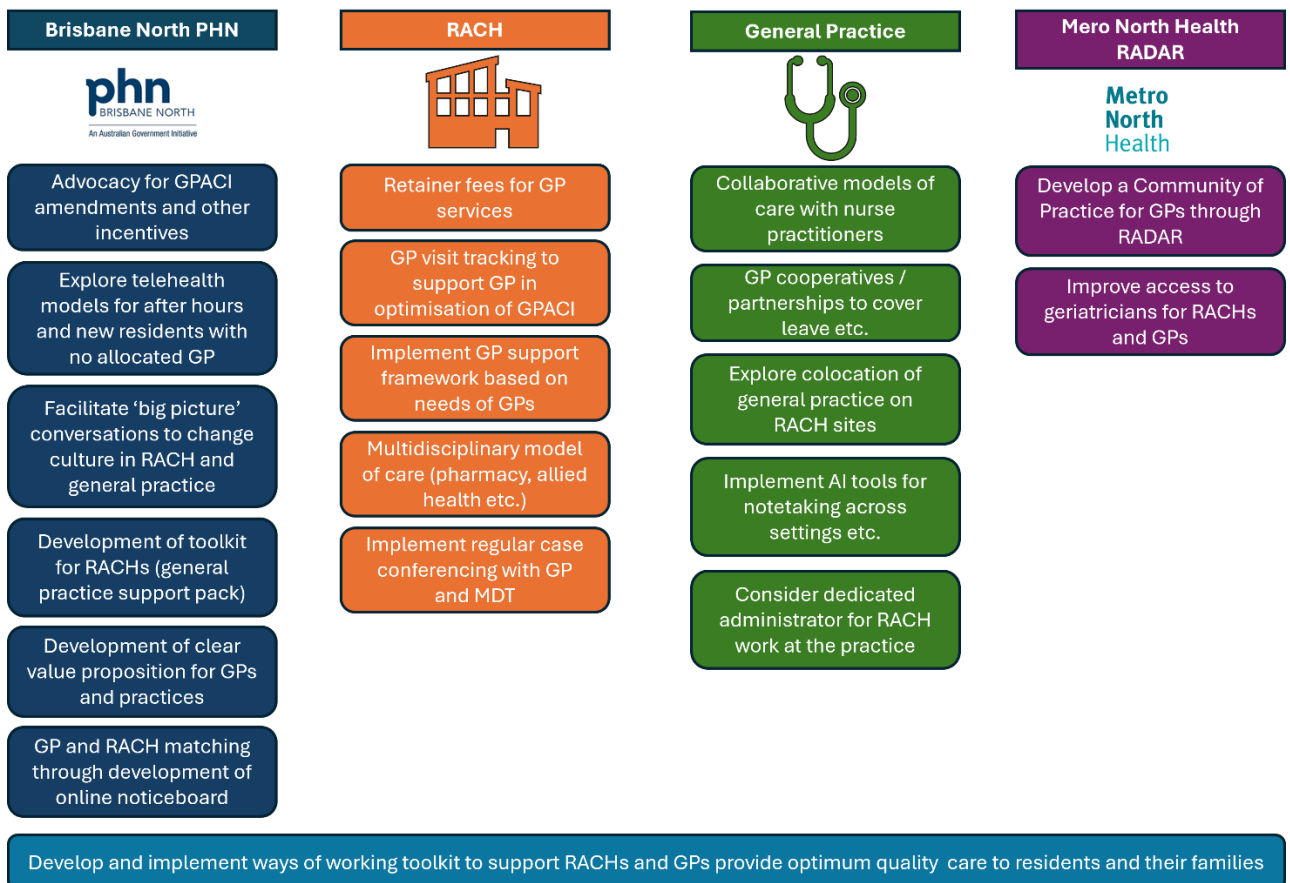 Brisbane North PHN
phn
BRISBANE NORTH
An Australian Government Initiative
Advocacy for GPACI
amendments and other
incentives
Explore telehealth
models for after hours
and new residents with
no allocated GP
Facilitate ‘big picture’
conversations to change
culture in RACH and
general practice
Development of toolkit
for RACHs (general
practice support pack)
Development of clear
value proposition for GPs
and practices
GP and RACH matching
through development of
online noticeboard
RACH
Retainer fees for GP
services
GP visit tracking to
support GP in
optimisation of GPACI
Implement GP support
framework based on
needs of GPs
Multidisciplinary model
of care (pharmacy, allied
health etc.)
Implement regular case
conferencing with GP
and MDT
General Practice
Collaborative models of
care with nurse
practitioners
GP cooperatives /
partnerships to cover
leave etc.
Explore colocation of
general practice on
RACH sites
Implement AI tools for
notetaking across
settings etc.
Consider dedicated
administrator for RACH
work at the practice
Mero North Health
RADAR
Metro
North
Health
Develop a Community of
Practice for GPs through
RADAR
Improve access to
geriatricians for RACHs
and GPs
Develop and implement ways of working toolkit to support RACHs and GPs provide optimum quality care to residents and their families